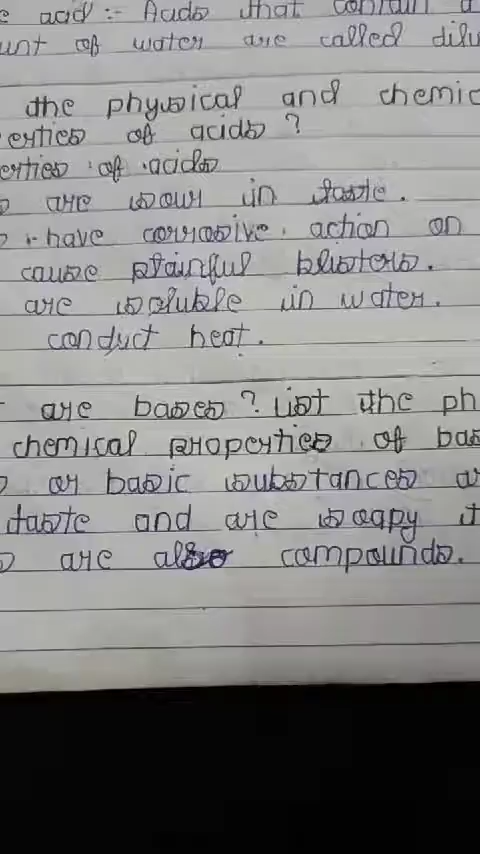 e acid :- Acids that contain a
unt of water are called dilu
the physical and chemic
erties of acids ?
erties of acids
s are sour in taste.
s have corrosive action on
cause painful blisters.
are soluble in water.
conduct heat.
are bases ? List the ph
chemical properties of bas
s or basic substances ar
taste and are soapy it
s are also compounds.